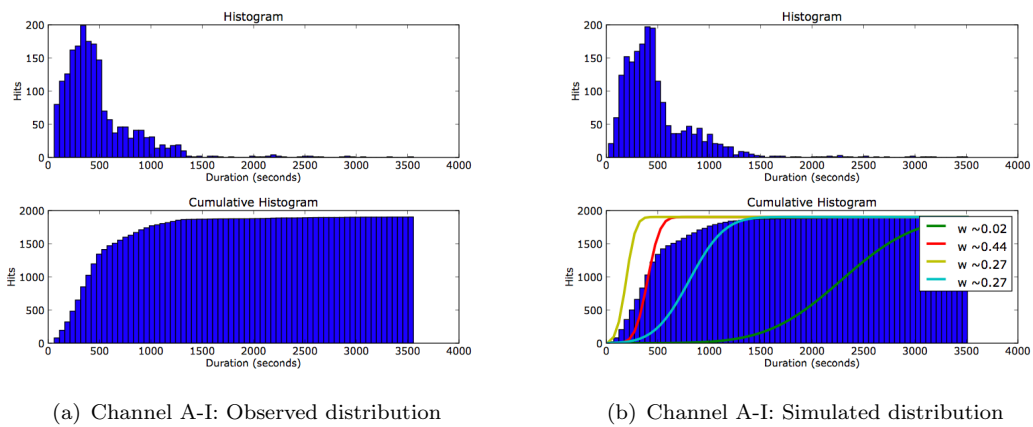 Histogram
200
150
100
50
0
Hits
0 500 1000 1500 2000 2500 3000 3500 4000
Duration (seconds)
Cumulative Histogram
2000
1500
1000
500
0
Hits
0 500 1000 1500 2000 2500 3000 3500 4000
Duration (seconds)
(a) Channel A-I: Observed distribution
Histogram
200
150
100
50
0
Hits
0 500 1000 1500 2000 2500 3000 3500 4000
Duration (seconds)
Cumulative Histogram
2000
1500
1000
500
0
Hits
w ~0.02
w ~0.44
w ~0.27
w ~0.27
0 500 1000 1500 2000 2500 3000 3500 4000
Duration (seconds)
(b) Channel A-I: Simulated distribution